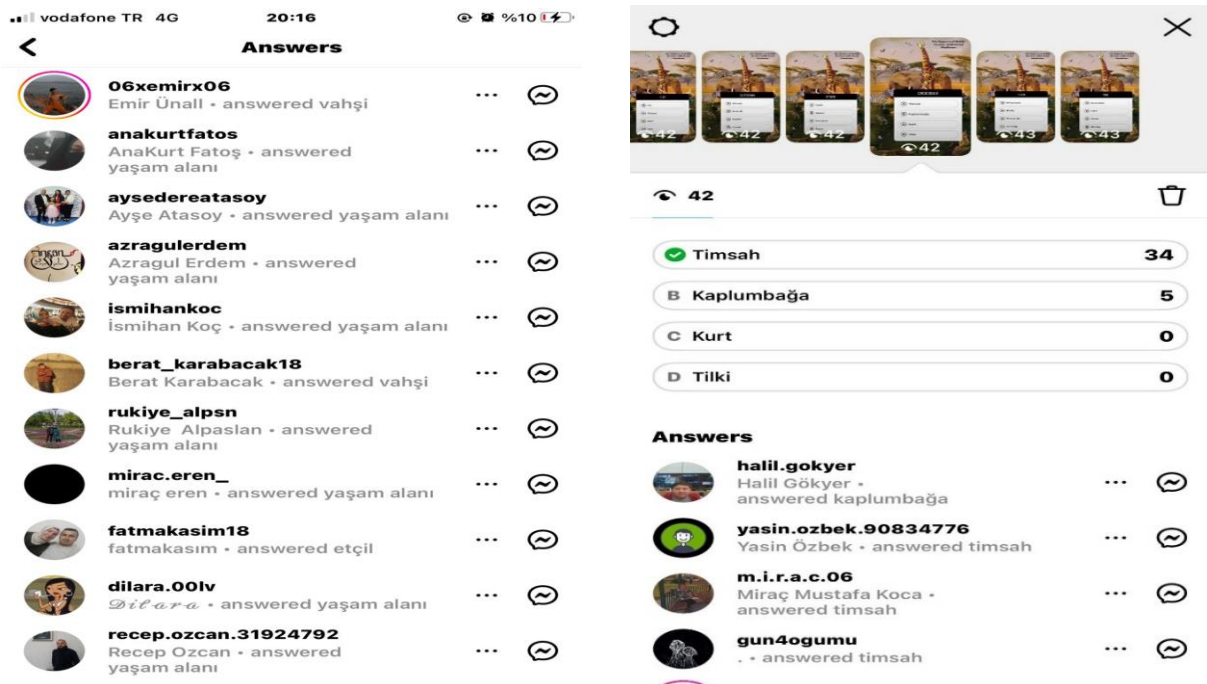 vodafone TR 4G 20:16 %10
Answers
06xemirx06
Emir Ünall • answered vahşi
anakurtfatos
AnaKurt Fatoş • answered
yaşam alanı
aysedereatasoy
Ayşe Atasoy • answered yaşam alanı
azragulerdem
Azragul Erdem • answered
yaşam alanı
ismihankoc
İsmihan Koç • answered yaşam alanı
berat_karabacak18
Berat Karabacak • answered vahşi
rukiye_alpsn
Rukiye Alpaslan • answered
yaşam alanı
mirac.eren_
miraç eren • answered yaşam alanı
fatmakasim18
fatmakasım • answered etçil
dilara.00lv
𝒟𝒾𝓁𝒶𝓇𝒶 • answered yaşam alanı
recep.ozcan.31924792
Recep Ozcan • answered
yaşam alanı
42 42 42 42 43 43
42
Timsah 34
B Kaplumbağa 5
C Kurt 0
D Tilki 0
Answers
halil.gokyer
Halil Gökyer •
answered kaplumbağa
yasin.ozbek.90834776
Yasin Özbek • answered timsah
m.i.r.a.c.06
Miraç Mustafa Koca •
answered timsah
gun4ogumu
. • answered timsah